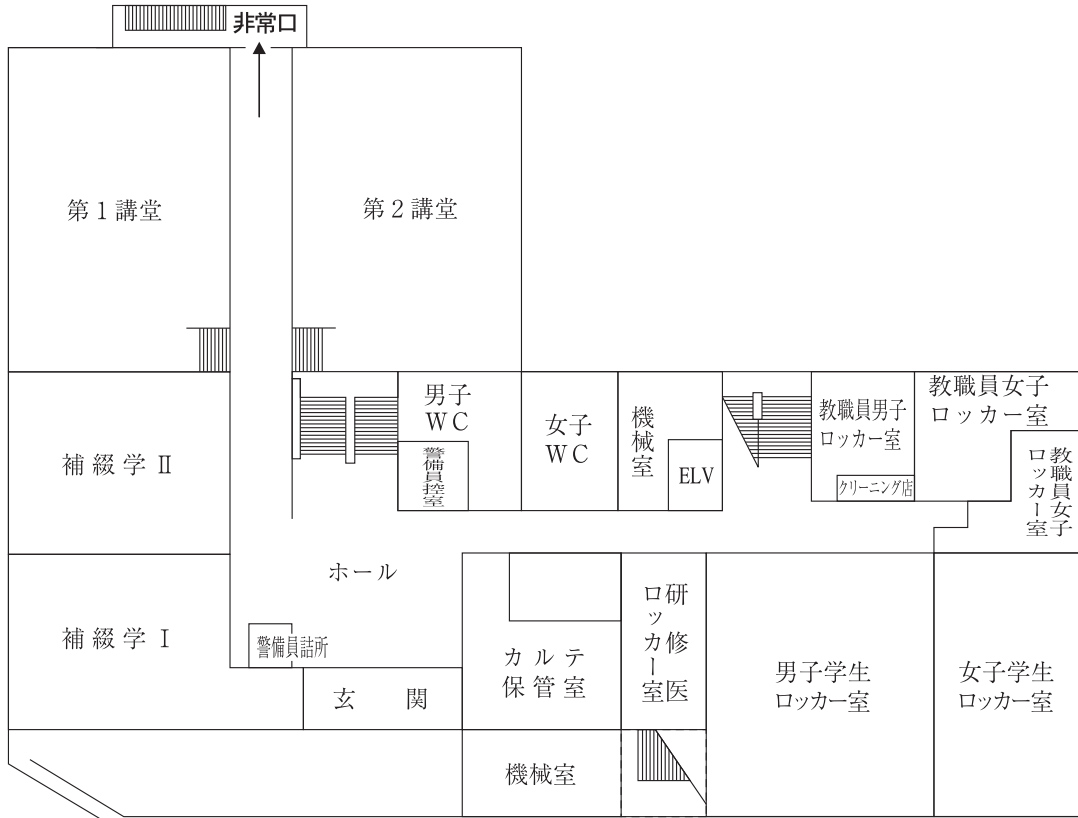 非常口
第１講堂
第２講堂
男子
ＷＣ
警備員控室
女子
ＷＣ
機械室
ELV
教職員男子
ロッカー室
クリーニング店
教職員女子
ロッカー室
教職員女子
ロッカー室
補綴学Ⅱ
補綴学Ⅰ
ホール
警備員詰所
玄関
カルテ
保管室
研修医
ロッカー室
男子学生
ロッカー室
女子学生
ロッカー室
機械室